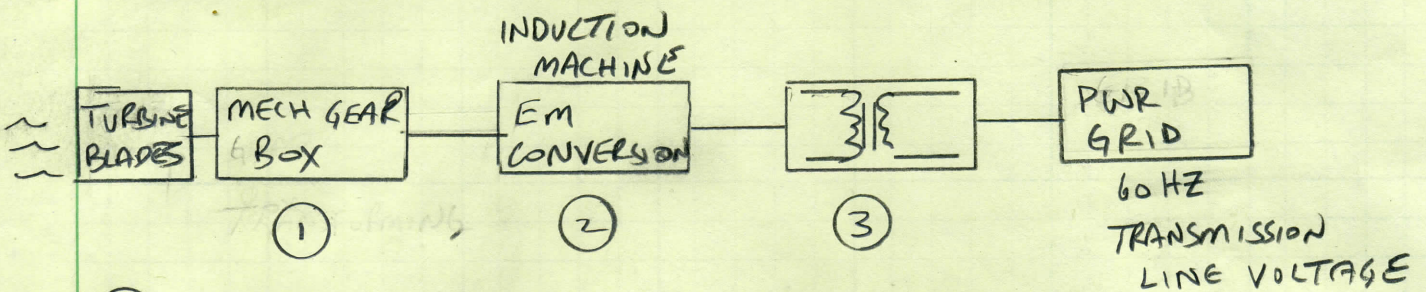 INDUCTION
MACHINE
TURBINE
BLADES
MECH GEAR
BOX
EM
CONVERSION
PWR
GRID
1
2
3
60 HZ
TRANSMISSION
LINE VOLTAGE